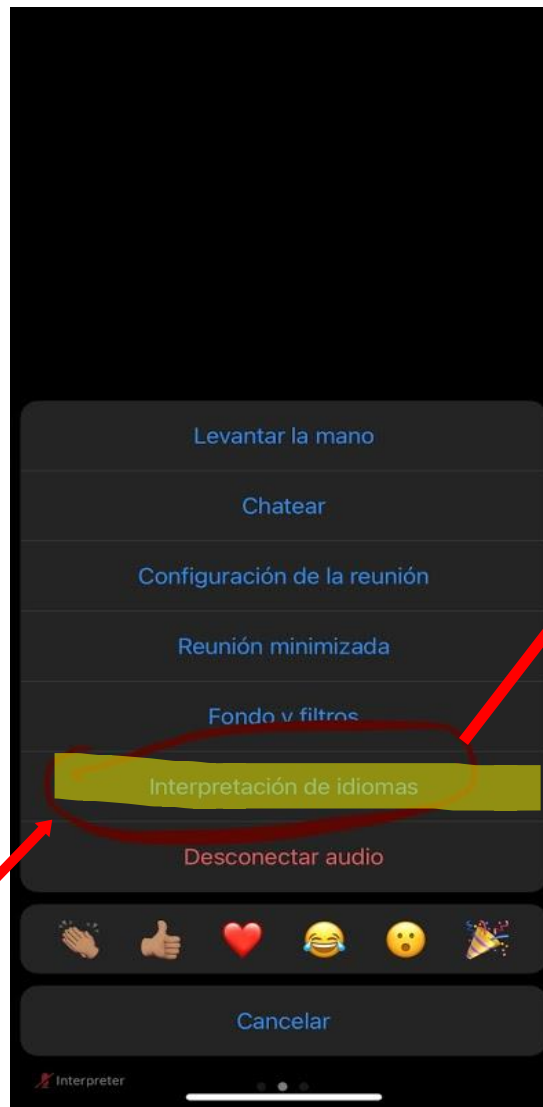 Levantar la mano
Chatear
Configuración de la reunión
Reunión minimizada
Fondo y filtros
Interpretación de idiomas
Desconectar audio
Cancelar
Interpreter